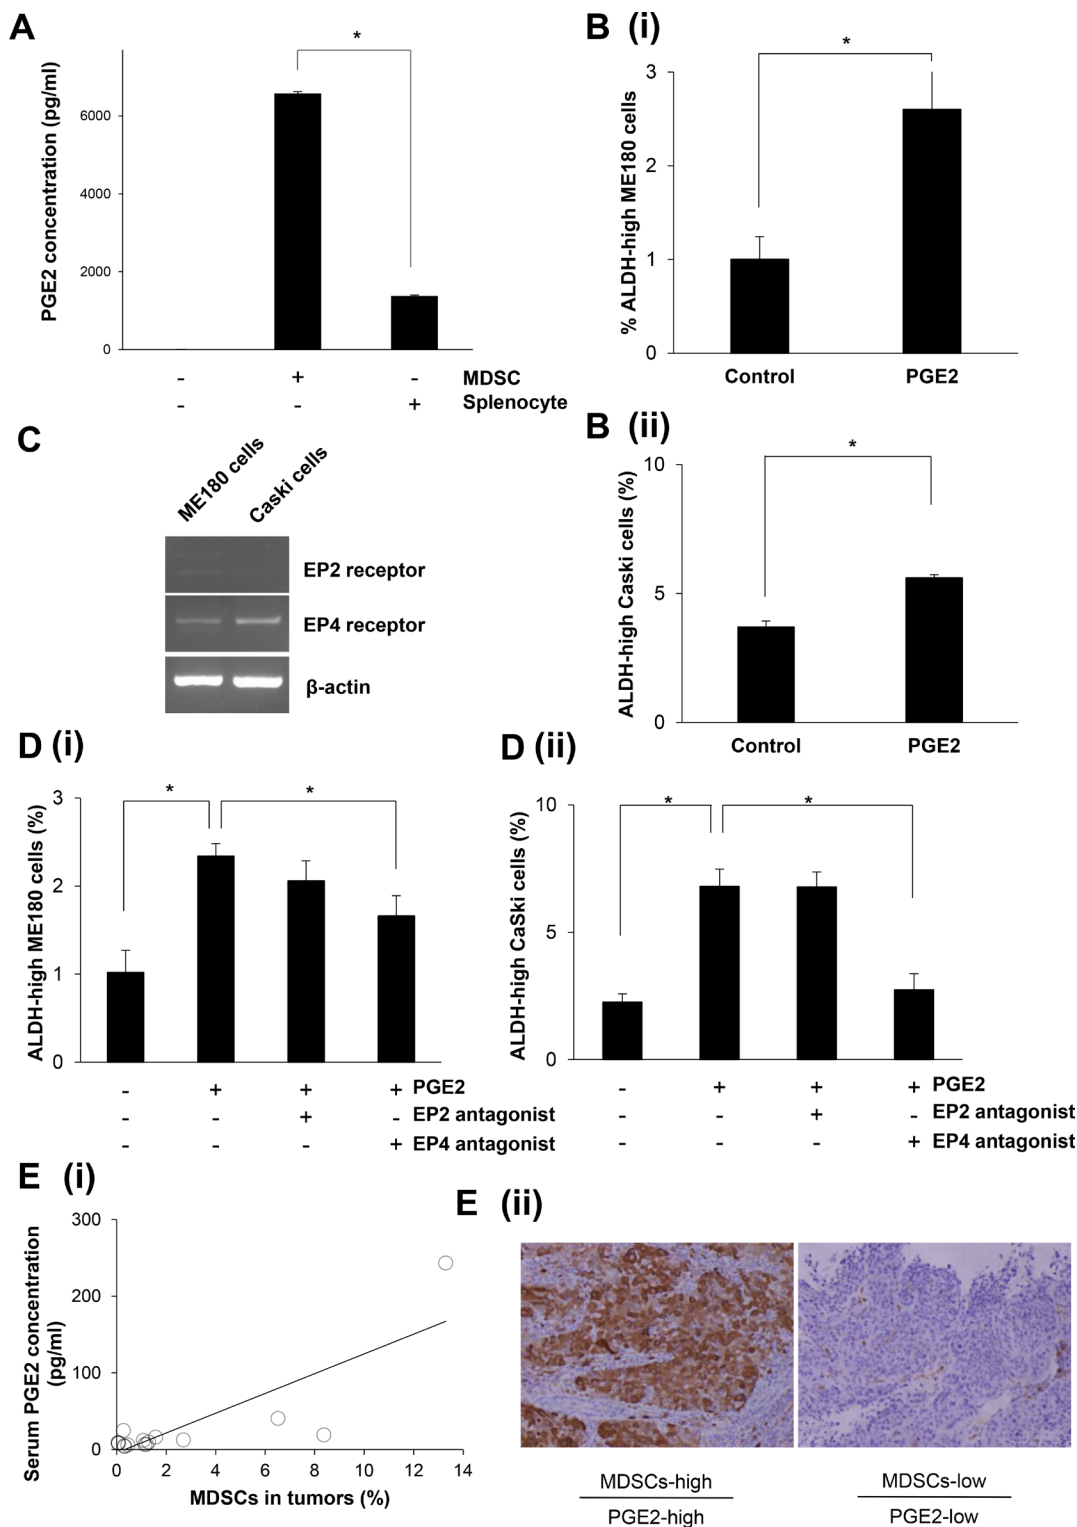 A
PGE2 concentration (pg/ml)
6000
4000
2000
0
*
- + - MDSC
- - + Splenocyte
B (i)
% ALDH-high ME180 cells
3
2
1
0
*
Control PGE2
C
ME180 cells
Caski cells
EP2 receptor
EP4 receptor
β-actin
B (ii)
ALDH-high Caski cells (%)
10
5
0
*
Control PGE2
D (i)
ALDH-high ME180 cells (%)
3
2
1
0
* *
- + + + PGE2
- - + - EP2 antagonist
- - - + EP4 antagonist
D (ii)
ALDH-high CaSki cells (%)
10
5
0
* *
- + + + PGE2
- - + - EP2 antagonist
- - - + EP4 antagonist
E (i)
Serum PGE2 concentration
(pg/ml)
300
200
100
0
0 2 4 6 8 10 12 14
MDSCs in tumors (%)
E (ii)
MDSCs-high
PGE2-high
MDSCs-low
PGE2-low